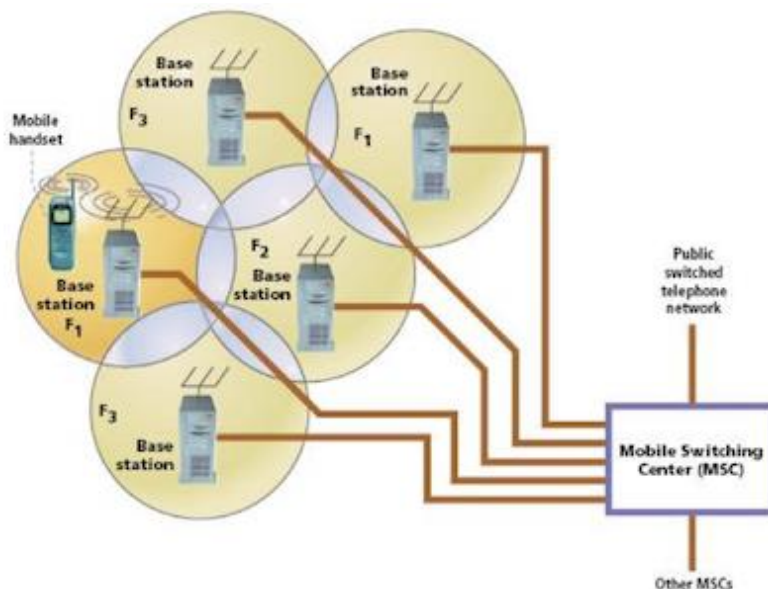 Base
station
F3
Base
station
F1
Mobile
handset
F2
Base
station
Base
station
F1
F3
Base
station
Public
switched
telephone
network
Mobile Switching
Center (MSC)
Other MSCs